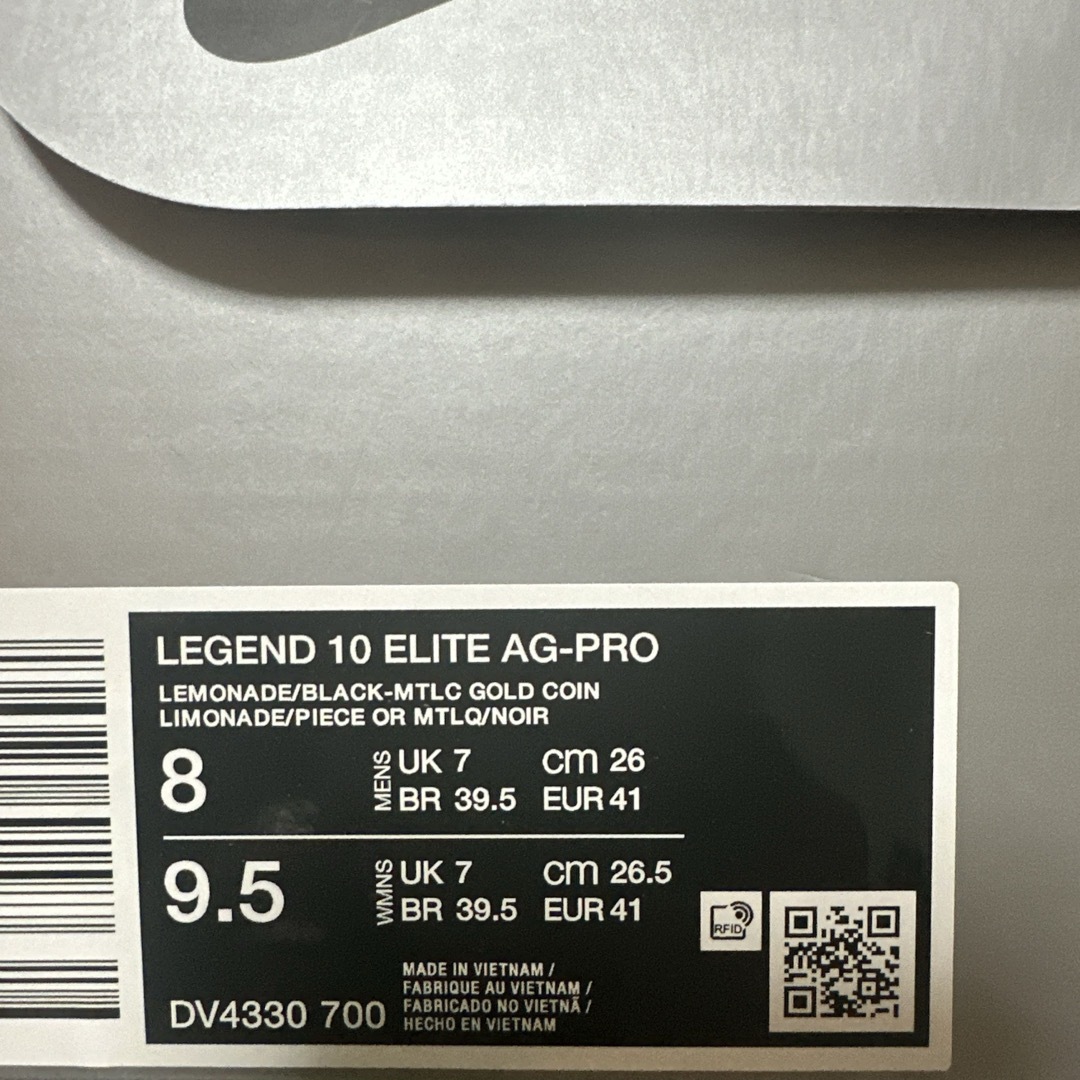 LEGEND 10 ELITE AG-PRO
LEMONADE/BLACK-MTLC GOLD COIN
LIMONADE/PIECE OR MTLQ/NOIR
8 MENS UK 7 cm 26
BR 39.5 EUR 41
9.5 WMNS UK 7 cm 26.5
BR 39.5 EUR 41
RFID
MADE IN VIETNAM /
FABRIQUE AU VIETNAM /
FABRICADO NO VIETNÃ /
HECHO EN VIETNAM
DV4330 700